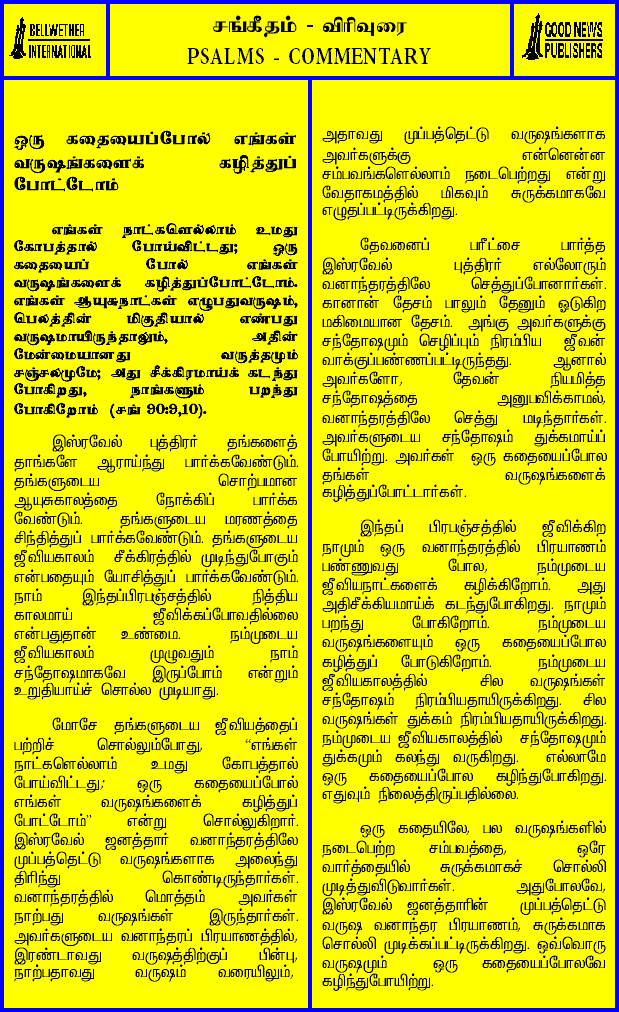 BELLWETHER
INTERNATIONAL
சங்கீதம் - விரிவுரை
PSALMS - COMMENTARY
GOOD NEWS
PUBLISHERS
ஒரு கதையைப்போல் எங்கள்
வருஷங்களைக் கழித்துப்
போட்டோம்
எங்கள் நாட்களெல்லாம் உமது
கோபத்தால் போய்விட்டது; ஒரு
கதையைப் போல் எங்கள்
வருஷங்களைக் கழித்துப்போட்டோம்.
எங்கள் ஆயுசுநாட்கள் எழுபதுவருஷம்,
பெலத்தின் மிகுதியால் எண்பது
வருஷமாயிருந்தாலும், அதின்
மேன்மையானது வருத்தமும்
சஞ்சலமுமே; அது சீக்கிரமாய்க் கடந்து
போகிறது, நாங்களும் பறந்து
போகிறோம் (சங் 90:9,10).
இஸ்ரவேல் புத்திரர் தங்களைத்
தாங்களே ஆராய்ந்து பார்க்கவேண்டும்.
தங்களுடைய சொற்பமான
ஆயுசுகாலத்தை நோக்கிப் பார்க்க
வேண்டும். தங்களுடைய மரணத்தை
சிந்தித்துப் பார்க்கவேண்டும். தங்களுடைய
ஜீவியகாலம் சீக்கிரத்தில் முடிந்துபோகும்
என்பதையும் யோசித்துப் பார்க்கவேண்டும்.
நாம் இந்தப்பிரபஞ்சத்தில் நித்திய
காலமாய் ஜீவிக்கப்போவதில்லை
என்பதுதான் உண்மை. நம்முடைய
ஜீவியகாலம் முழுவதும் நாம்
சந்தோஷமாகவே இருப்போம் என்றும்
உறுதியாய்ச் சொல்ல முடியாது.
மோசே தங்களுடைய ஜீவியத்தைப்
பற்றிச் சொல்லும்போது, “எங்கள்
நாட்களெல்லாம் உமது கோபத்தால்
போய்விட்டது; ஒரு கதையைப்போல்
எங்கள் வருஷங்களைக் கழித்துப்
போட்டோம்” என்று சொல்லுகிறார்.
இஸ்ரவேல் ஜனத்தார் வனாந்தரத்திலே
முப்பத்தெட்டு வருஷங்களாக அலைந்து
திரிந்து கொண்டிருந்தார்கள்.
வனாந்தரத்தில் மொத்தம் அவர்கள்
நாற்பது வருஷங்கள் இருந்தார்கள்.
அவர்களுடைய வனாந்தரப் பிரயாணத்தில்,
இரண்டாவது வருஷத்திற்குப் பின்பு,
நாற்பதாவது வருஷம் வரையிலும்,
அதாவது முப்பத்தெட்டு வருஷங்களாக
அவர்களுக்கு என்னென்ன
சம்பவங்களெல்லாம் நடைபெற்றது என்று
வேதாகமத்தில் மிகவும் சுருக்கமாகவே
எழுதப்பட்டிருக்கிறது.
தேவனைப் பரீட்சை பார்த்த
இஸ்ரவேல் புத்திரர் எல்லோரும்
வனாந்தரத்திலே செத்துப்போனார்கள்.
கானான் தேசம் பாலும் தேனும் ஓடுகிற
மகிமையான தேசம். அங்கு அவர்களுக்கு
சந்தோஷமும் செழிப்பும் நிரம்பிய ஜீவன்
வாக்குப்பண்ணப்பட்டிருந்தது. ஆனால்
அவர்களோ, தேவன் நியமித்த
சந்தோஷத்தை அனுபவிக்காமல்,
வனாந்தரத்திலே செத்து மடிந்தார்கள்.
அவர்களுடைய சந்தோஷம் துக்கமாய்ப்
போயிற்று. அவர்கள் ஒரு கதையைப்போல
தங்கள் வருஷங்களைக்
கழித்துப்போட்டார்கள்.
இந்தப் பிரபஞ்சத்தில் ஜீவிக்கிற
நாமும் ஒரு வனாந்தரத்தில் பிரயாணம்
பண்ணுவது போல, நம்முடைய
ஜீவியநாட்களைக் கழிக்கிறோம். அது
அதிசீக்கியமாய்க் கடந்துபோகிறது. நாமும்
பறந்து போகிறோம். நம்முடைய
வருஷங்களையும் ஒரு கதையைப்போல
கழித்துப் போடுகிறோம். நம்முடைய
ஜீவியகாலத்தில் சில வருஷங்கள்
சந்தோஷம் நிரம்பியதாயிருக்கிறது. சில
வருஷங்கள் துக்கம் நிரம்பியதாயிருக்கிறது.
நம்முடைய ஜீவியகாலத்தில் சந்தோஷமும்
துக்கமும் கலந்து வருகிறது. எல்லாமே
ஒரு கதையைப்போல கழிந்துபோகிறது.
எதுவும் நிலைத்திருப்பதில்லை.
ஒரு கதையிலே, பல வருஷங்களில்
நடைபெற்ற சம்பவத்தை, ஒரே
வார்த்தையில் சுருக்கமாகச் சொல்லி
முடித்துவிடுவார்கள். அதுபோலவே,
இஸ்ரவேல் ஜனத்தாரின் முப்பத்தெட்டு
வருஷ வனாந்தர பிரயாணம், சுருக்கமாக
சொல்லி முடிக்கப்பட்டிருக்கிறது. ஒவ்வொரு
வருஷமும் ஒரு கதையைப்போலவே
கழிந்துபோயிற்று.